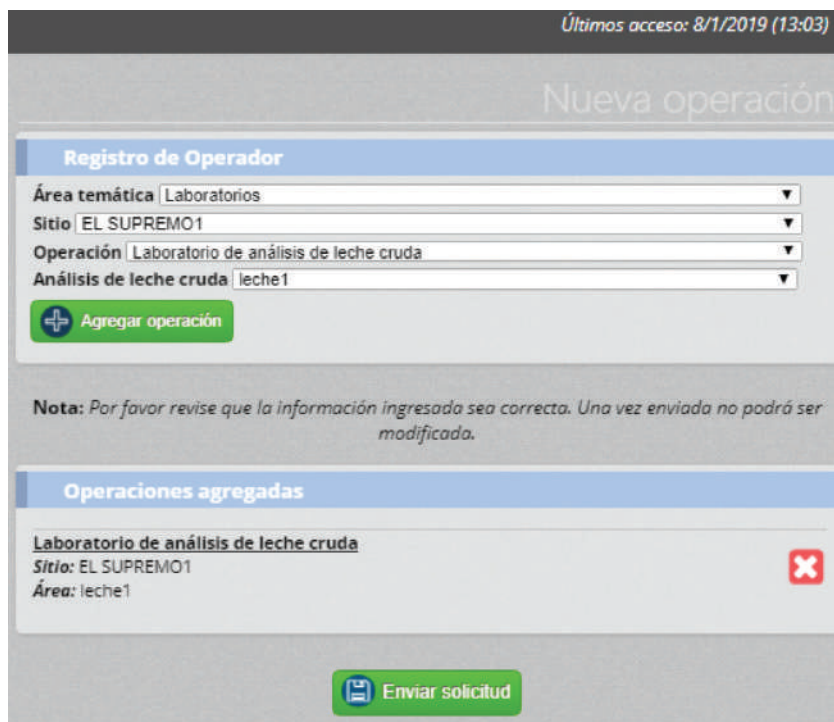 Últimos acceso: 8/1/2019 (13:03)
Nueva operación
Registro de Operador
Área temática Laboratorios
Sitio EL SUPREMO1
Operación Laboratorio de análisis de leche cruda
Análisis de leche cruda leche1
Agregar operación
Nota: Por favor revise que la información ingresada sea correcta. Una vez enviada no podrá ser
modificada.
Operaciones agregadas
Laboratorio de análisis de leche cruda
Sitio: EL SUPREMO1
Área: leche1
Enviar solicitud